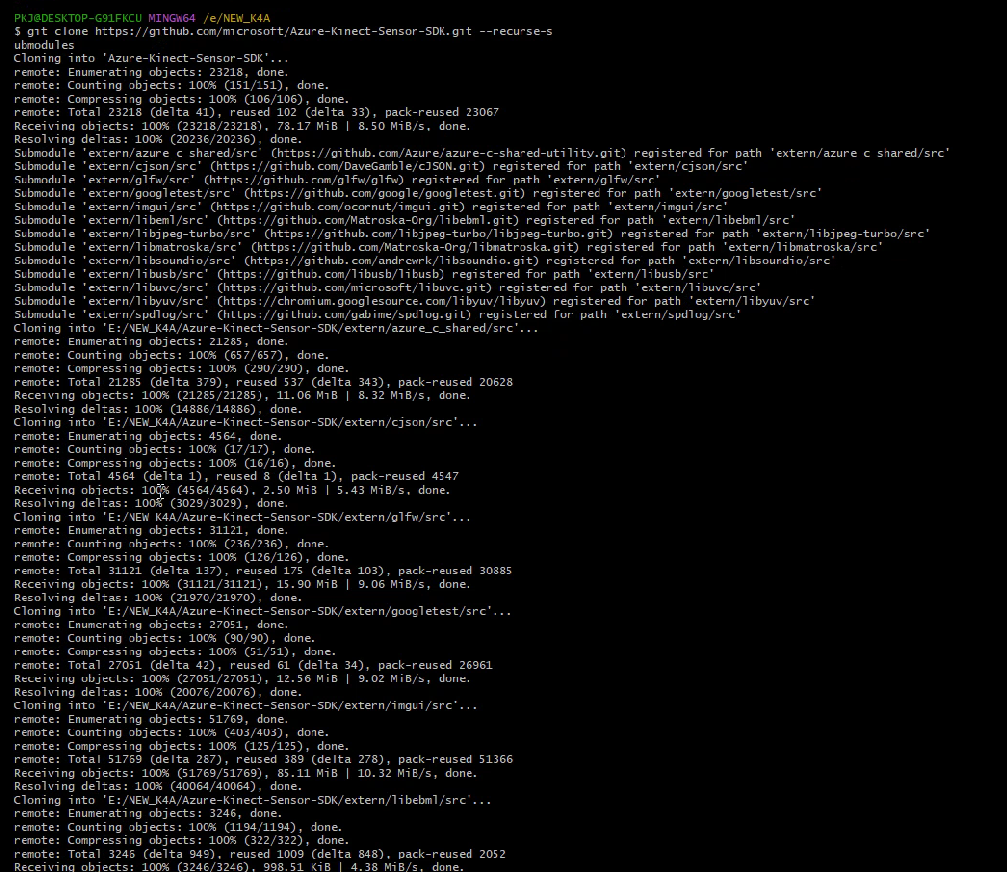 PKJ@DESKTOP-G91FKCU MINGW64 /e/NEW_K4A
$ git clone https://github.com/microsoft/Azure-Kinect-Sensor-SDK.git --recurse-s
ubmodules
Cloning into 'Azure-Kinect-Sensor-SDK'...
remote: Enumerating objects: 23218, done.
remote: Counting objects: 100% (151/151), done.
remote: Compressing objects: 100% (106/106), done.
remote: Total 23218 (delta 41), reused 102 (delta 33), pack-reused 23067
Receiving objects: 100% (23218/23218), 78.17 MiB | 8.50 MiB/s, done.
Resolving deltas: 100% (20236/20236), done.
Submodule 'extern/azure_c_shared/src' (https://github.com/Azure/azure-c-shared-utility.git) registered for path 'extern/azure_c_shared/src'
Submodule 'extern/cjson/src' (https://github.com/DaveGamble/cJSON.git) registered for path 'extern/cjson/src'
Submodule 'extern/glfw/src' (https://github.com/glfw/glfw) registered for path 'extern/glfw/src'
Submodule 'extern/googletest/src' (https://github.com/google/googletest.git) registered for path 'extern/googletest/src'
Submodule 'extern/imgui/src' (https://github.com/ocornut/imgui.git) registered for path 'extern/imgui/src'
Submodule 'extern/libeml/src' (https://github.com/Matroska-Org/libebml.git) registered for path 'extern/libebml/src'
Submodule 'extern/libjpeg-turbo/src' (https://github.com/libjpeg-turbo/libjpeg-turbo.git) registered for path 'extern/libjpeg-turbo/src'
Submodule 'extern/libmatroska/src' (https://github.com/Matroska-Org/libmatroska.git) registered for path 'extern/libmatroska/src'
Submodule 'extern/libsoundio/src' (https://github.com/andrewrk/libsoundio.git) registered for path 'extern/libsoundio/src'
Submodule 'extern/libusb/src' (https://github.com/libusb/libusb) registered for path 'extern/libusb/src'
Submodule 'extern/libuvc/src' (https://github.com/microsoft/libuvc.git) registered for path 'extern/libuvc/src'
Submodule 'extern/libyuv/src' (https://chromium.googlesource.com/libyuv/libyuv) registered for path 'extern/libyuv/src'
Submodule 'extern/spdlog/src' (https://github.com/gabime/spdlog.git) registered for path 'extern/spdlog/src'
Cloning into 'E:/NEW_K4A/Azure-Kinect-Sensor-SDK/extern/azure_c_shared/src'...
remote: Enumerating objects: 21285, done.
remote: Counting objects: 100% (657/657), done.
remote: Compressing objects: 100% (290/290), done.
remote: Total 21285 (delta 379), reused 537 (delta 343), pack-reused 20628
Receiving objects: 100% (21285/21285), 11.06 MiB | 8.32 MiB/s, done.
Resolving deltas: 100% (14886/14886), done.
Cloning into 'E:/NEW_K4A/Azure-Kinect-Sensor-SDK/extern/cjson/src'...
remote: Enumerating objects: 4564, done.
remote: Counting objects: 100% (17/17), done.
remote: Compressing objects: 100% (16/16), done.
remote: Total 4564 (delta 1), reused 8 (delta 1), pack-reused 4547
Receiving objects: 100% (4564/4564), 2.50 MiB | 5.43 MiB/s, done.
Resolving deltas: 100% (3029/3029), done.
Cloning into 'E:/NEW_K4A/Azure-Kinect-Sensor-SDK/extern/glfw/src'...
remote: Enumerating objects: 31121, done.
remote: Counting objects: 100% (236/236), done.
remote: Compressing objects: 100% (126/126), done.
remote: Total 31121 (delta 137), reused 175 (delta 103), pack-reused 30885
Receiving objects: 100% (31121/31121), 15.90 MiB | 9.06 MiB/s, done.
Resolving deltas: 100% (21970/21970), done.
Cloning into 'E:/NEW_K4A/Azure-Kinect-Sensor-SDK/extern/googletest/src'...
remote: Enumerating objects: 27051, done.
remote: Counting objects: 100% (90/90), done.
remote: Compressing objects: 100% (51/51), done.
remote: Total 27051 (delta 42), reused 61 (delta 34), pack-reused 26961
Receiving objects: 100% (27051/27051), 12.56 MiB | 9.02 MiB/s, done.
Resolving deltas: 100% (20076/20076), done.
Cloning into 'E:/NEW_K4A/Azure-Kinect-Sensor-SDK/extern/imgui/src'...
remote: Enumerating objects: 51769, done.
remote: Counting objects: 100% (403/403), done.
remote: Compressing objects: 100% (125/125), done.
remote: Total 51769 (delta 287), reused 389 (delta 278), pack-reused 51366
Receiving objects: 100% (51769/51769), 85.11 MiB | 10.32 MiB/s, done.
Resolving deltas: 100% (40064/40064), done.
Cloning into 'E:/NEW_K4A/Azure-Kinect-Sensor-SDK/extern/libebml/src'...
remote: Enumerating objects: 3246, done.
remote: Counting objects: 100% (1194/1194), done.
remote: Compressing objects: 100% (322/322), done.
remote: Total 3246 (delta 949), reused 1009 (delta 848), pack-reused 2052
Receiving objects: 100% (3246/3246), 998.51 KiB | 4.38 MiB/s, done.